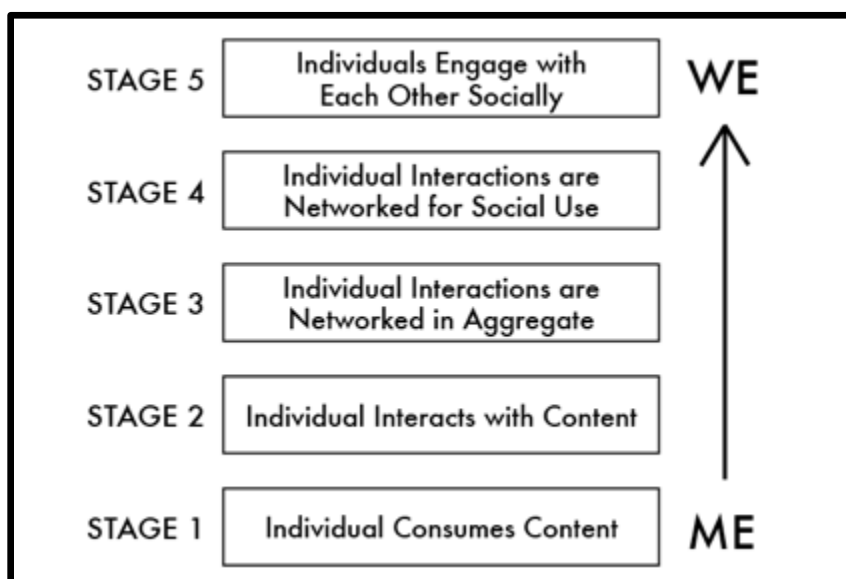 STAGE 5
Individuals Engage with
Each Other Socially
WE
STAGE 4
Individual Interactions are
Networked for Social Use
STAGE 3
Individual Interactions are
Networked in Aggregate
STAGE 2
Individual Interacts with Content
STAGE 1
Individual Consumes Content
ME